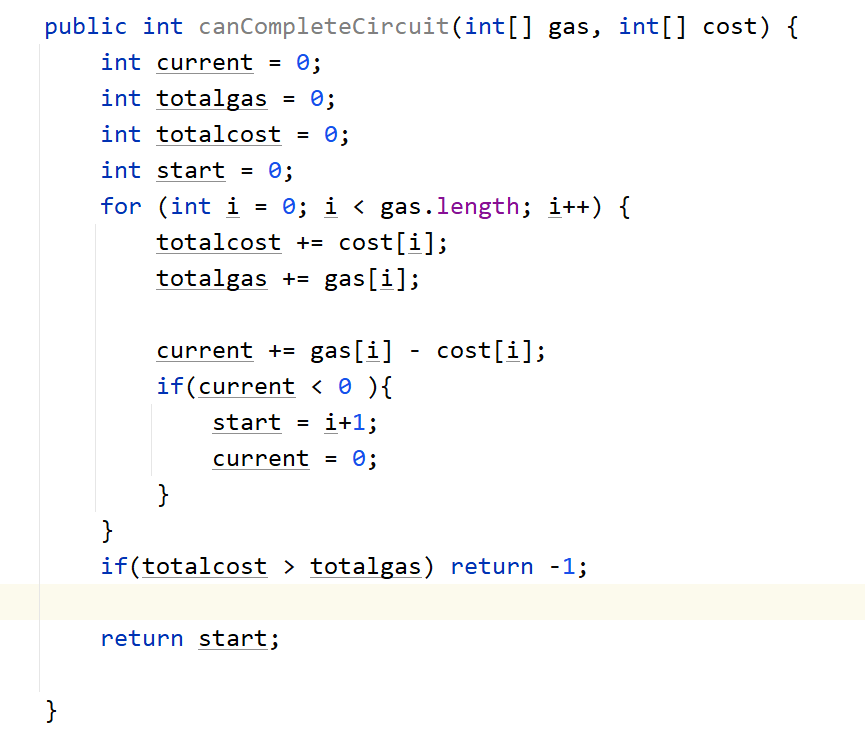 public int canCompleteCircuit(int[] gas, int[] cost) {
    int current = 0;
    int totalgas = 0;
    int totalcost = 0;
    int start = 0;
    for (int i = 0; i < gas.length; i++) {
        totalcost += cost[i];
        totalgas += gas[i];

        current += gas[i] - cost[i];
        if(current < 0 ){
            start = i+1;
            current = 0;
        }
    }
    if(totalcost > totalgas) return -1;

    return start;

}